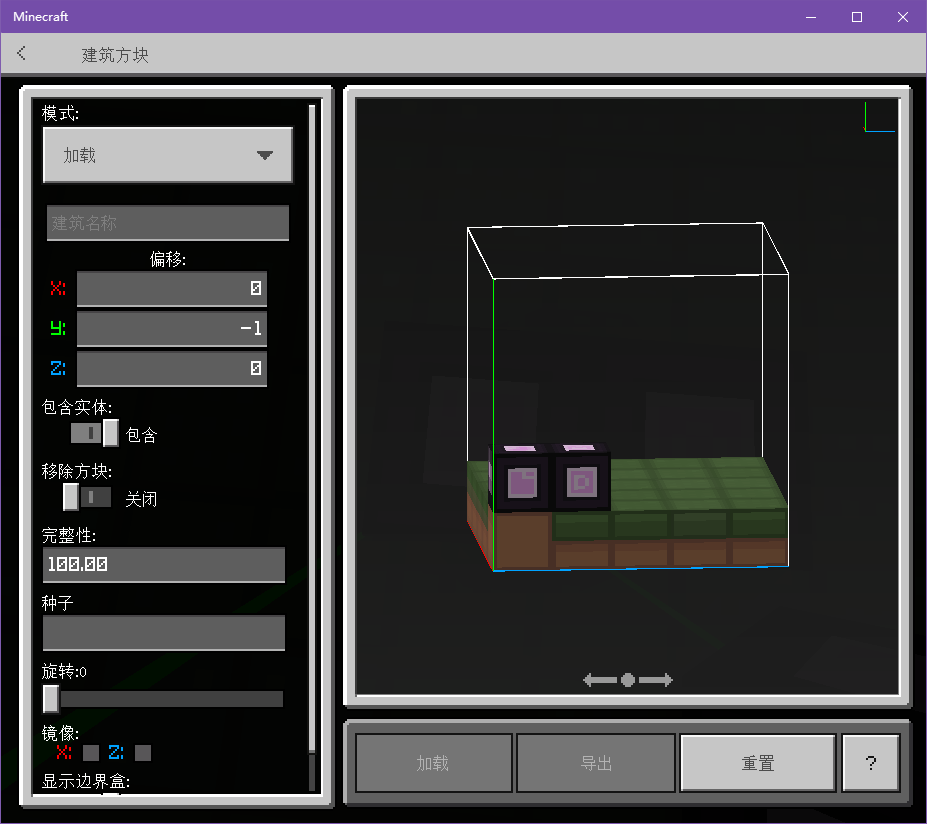 Minecraft
建筑方块
模式:
加载
建筑名称
偏移:
X: 0
Y: -1
Z: 0
包含实体:
包含
移除方块:
关闭
完整性:
100.00
种子
旋转:0
镜像:
X: Z:
显示边界盒:
加载 导出 重置 ?